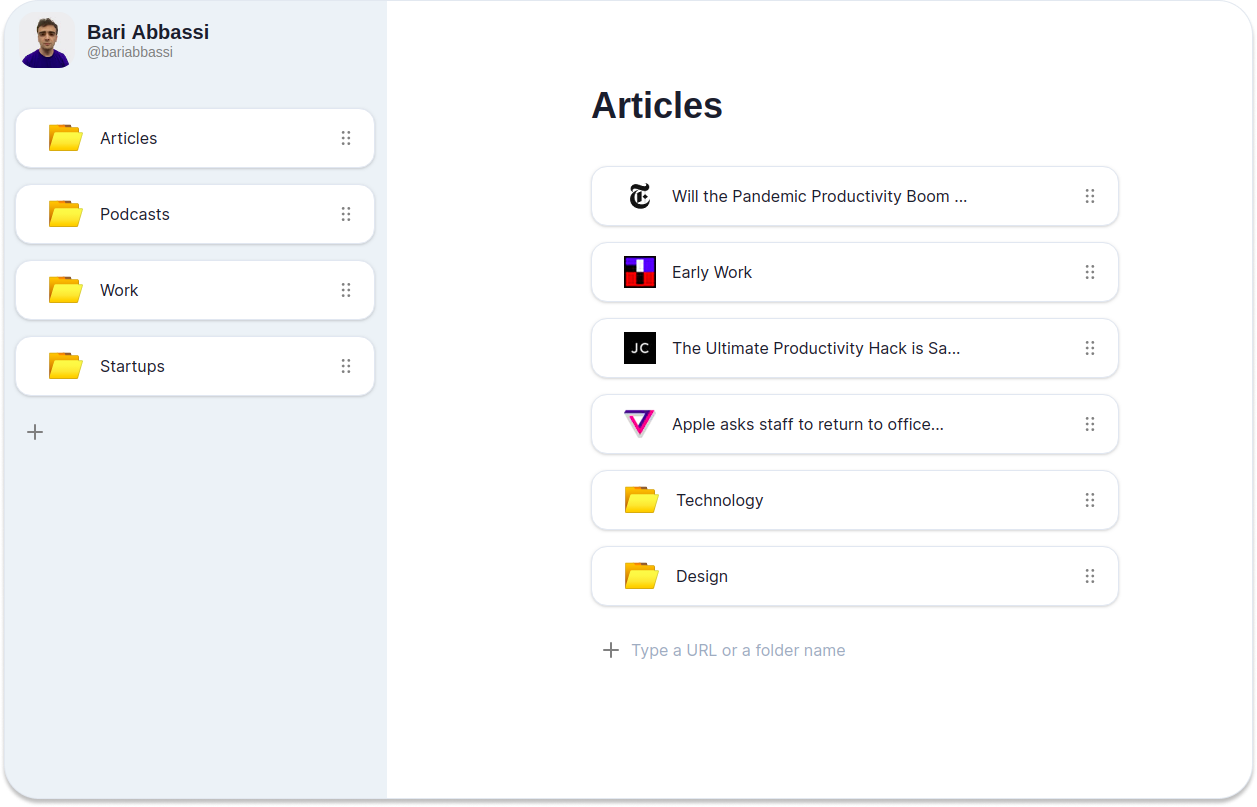 Bari Abbassi
@bariabbassi
Articles
Podcasts
Work
Startups
Articles
Will the Pandemic Productivity Boom ...
Early Work
JC
The Ultimate Productivity Hack is Sa...
Apple asks staff to return to office...
Technology
Design
Type a URL or a folder name